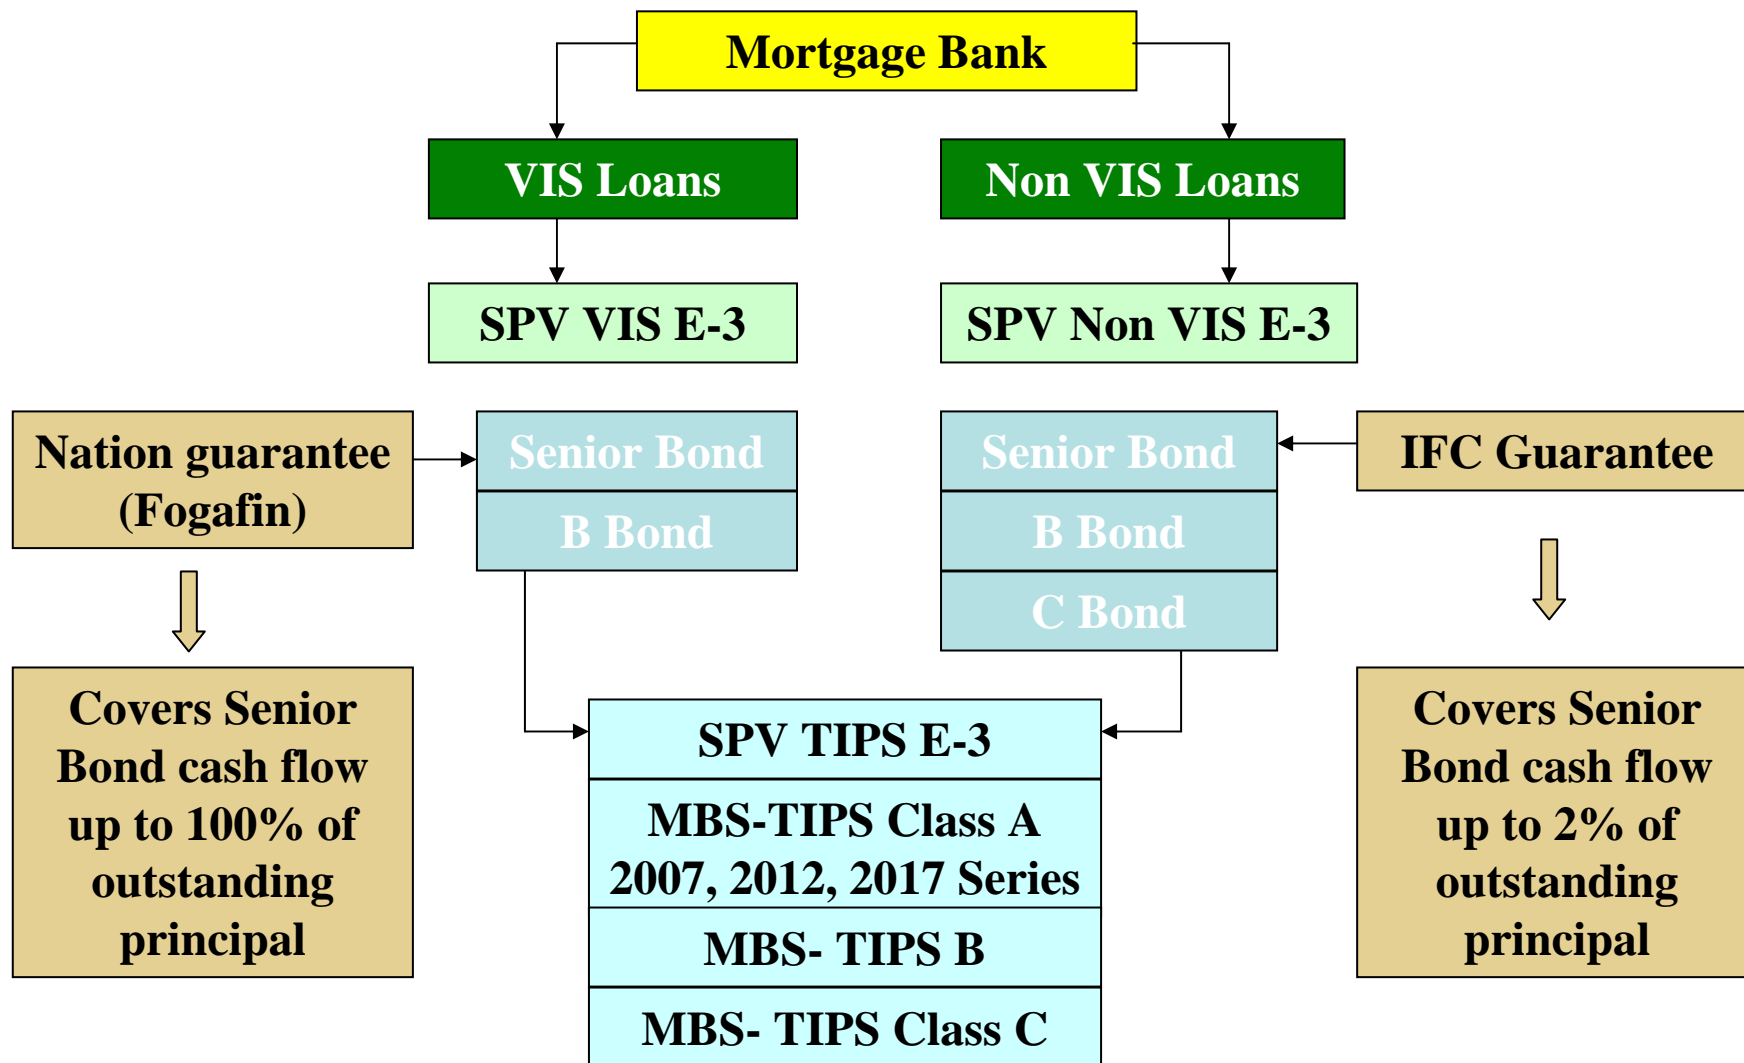 Mortgage Bank
VIS Loans
Non VIS Loans
SPV VIS E-3
SPV Non VIS E-3
Nation guarantee
(Fogafin)
Senior Bond
B Bond
Senior Bond
B Bond
C Bond
IFC Guarantee
Covers Senior
Bond cash flow
up to 100% of
outstanding
principal
SPV TIPS E-3
MBS-TIPS Class A
2007, 2012, 2017 Series
MBS- TIPS B
MBS- TIPS Class C
Covers Senior
Bond cash flow
up to 2% of
outstanding
principal